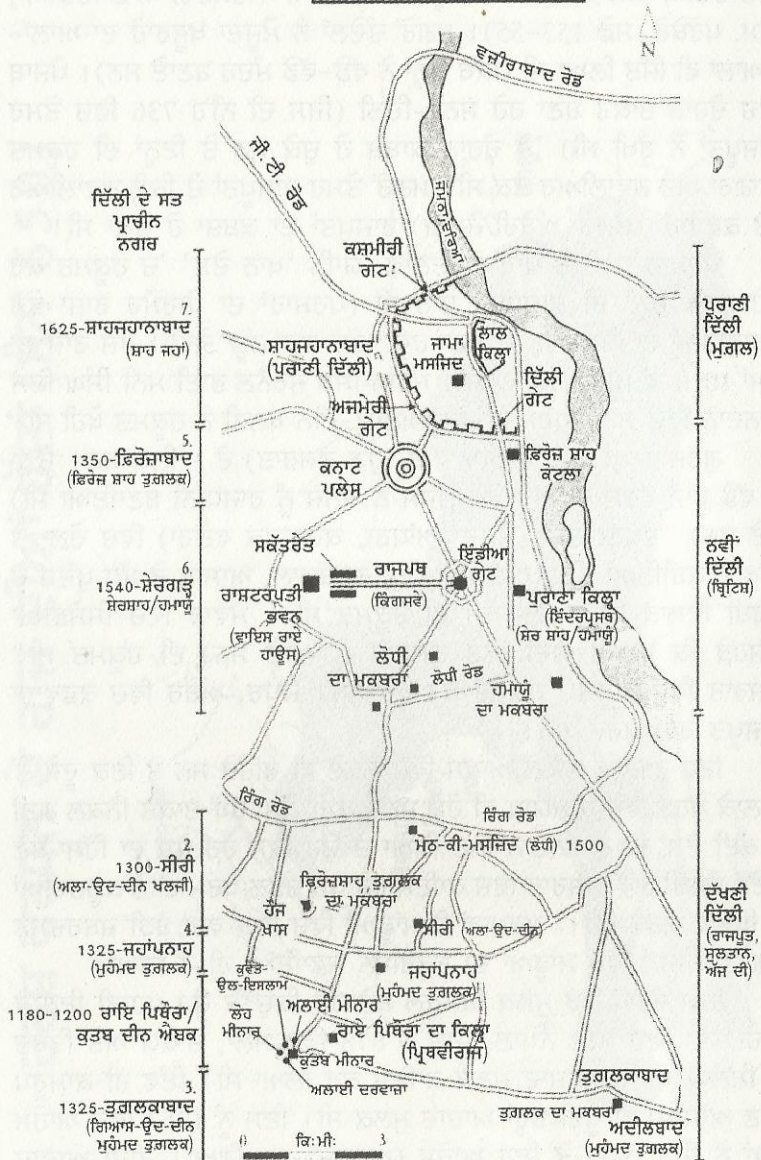 N
ਵਜ਼ੀਰਾਬਾਦ ਰੋਡ
ਜੀ.ਟੀ. ਰੋਡ
ਦਿੱਲੀ ਦੇ ਸਤ
ਪ੍ਰਾਚੀਨ
ਨਗਰ
ਕਸ਼ਮੀਰੀ
ਗੇਟ
7.
1625-ਸ਼ਾਹਜਹਾਨਾਬਾਦ
(ਸ਼ਾਹ ਜਹਾਂ)
ਸ਼ਾਹਜਹਾਨਾਬਾਦ
(ਪੁਰਾਣੀ ਦਿੱਲੀ)
ਜਾਮਾ
ਮਸਜਿਦ
ਲਾਲ
ਕਿਲਾ
ਪੁਰਾਣੀ
ਦਿੱਲੀ
(ਮੁਗ਼ਲ)
ਅਜਮੇਰੀ
ਗੇਟ
ਦਿੱਲੀ
ਗੇਟ
5.
1350-ਫ਼ਿਰੋਜ਼ਾਬਾਦ
(ਫ਼ਿਰੋਜ਼ ਸ਼ਾਹ ਤੁਗ਼ਲਕ)
ਕਨਾਟ
ਪਲੇਸ
ਫ਼ਿਰੋਜ਼ ਸ਼ਾਹ
ਕੋਟਲਾ
6.
1540-ਸ਼ੇਰਗੜ੍ਹ
ਸ਼ੇਰਸ਼ਾਹ/ਹਮਾਯੂੰ
ਸਕੱਤਰੇਤ
ਰਾਸ਼ਟਰਪਤੀ
ਭਵਨ
(ਵਾਇਸ ਰਾਏ
ਹਾਊਸ)
ਰਾਜਪਥ
(ਕਿੰਗਸਵੇ)
ਇੰਡੀਆ
ਗੇਟ
ਪੁਰਾਣਾ ਕਿਲ੍ਹਾ
(ਇੰਦਰਪ੍ਰਸਥ)
(ਸ਼ੇਰ ਸ਼ਾਹ/ਹਮਾਯੂੰ)
ਨਵੀਂ
ਦਿੱਲੀ
(ਬ੍ਰਿਟਿਸ਼)
ਲੋਧੀ
ਦਾ ਮਕਬਰਾ
ਲੋਧੀ ਰੋਡ
ਹਮਾਯੂੰ
ਦਾ ਮਕਬਰਾ
ਰਿੰਗ ਰੋਡ
ਰਿੰਗ ਰੋਡ
2.
1300-ਸੀਰੀ
(ਅਲਾ-ਉਦ-ਦੀਨ ਖਲਜੀ)
ਮੋਠ-ਕੀ-ਮਸਜਿਦ (ਲੋਧੀ) 1500
ਫ਼ਿਰੋਜ਼ਸ਼ਾਹ ਤੁਗਲਕ
ਦਾ ਮਕਬਰਾ
ਹੌਜ਼
ਖਾਸ
ਸੀਰੀ (ਅਲਾ-ਉਦ-ਦੀਨ)
ਦੱਖਣੀ
ਦਿੱਲੀ
(ਰਾਜਪੂਤ,
ਸੁਲਤਾਨ,
ਅੱਜ ਦੀ)
4.
1325-ਜਹਾਂਪਨਾਹ
(ਮੁਹੰਮਦ ਤੁਗ਼ਲਕ)
ਜਹਾਂਪਨਾਹ
(ਮੁਹੰਮਦ ਤੁਗ਼ਲਕ)
ਕੁਵੈਤ-
ਉਲ-ਇਸਲਾਮ
1180-1200 ਰਾਇ ਪਿਥੌਰਾ/
ਕੁਤਬ ਦੀਨ ਐਬਕ
ਲੋਹ
ਮੀਨਾਰ
ਅਲਾਈ ਮੀਨਾਰ
ਰਾਏ ਪਿਥੌਰਾ ਦਾ ਕਿਲ੍ਹਾ
(ਪ੍ਰਿਥਵੀਰਾਜ)
ਕੁਤਬ ਮੀਨਾਰ
ਅਲਾਈ ਦਰਵਾਜ਼ਾ
3.
1325-ਤੁਗ਼ਲਕਾਬਾਦ
(ਗਿਆਸ-ਉਦ-ਦੀਨ
ਮੁਹੰਮਦ ਤੁਗ਼ਲਕ)
ਤੁਗ਼ਲਕਾਬਾਦ
ਤੁਗ਼ਲਕ ਦਾ ਮਕਬਰਾ
ਅਦੀਲਬਾਦ
(ਮੁਹੰਮਦ ਤੁਗ਼ਲਕ)
0 ਕਿ:ਮੀ: 3